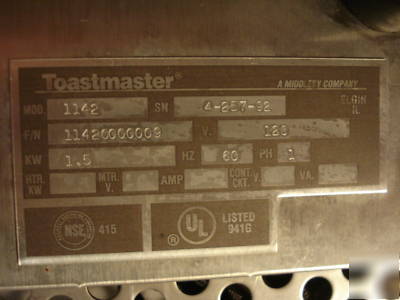 Toastmaster® A MIDDLEBY COMPANY
MOD. 1142 SN 4-257-92 ELGIN IL
F/N 11420000009 V. 120
KW 1.5 HZ 60 PH 1
HTR. KW MTR. V. AMP CONT. CKT. V. VA.
NSF. 415 UL ® LISTED 941G